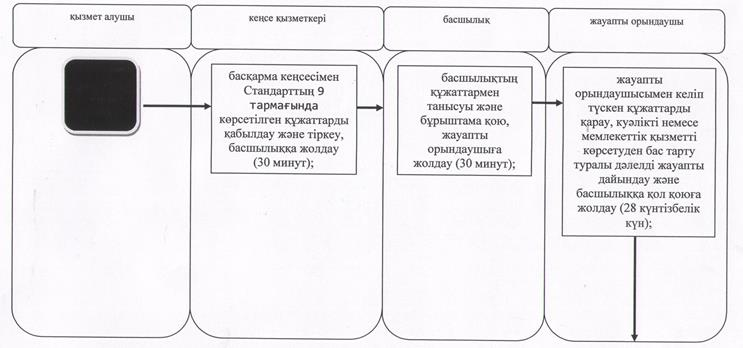 қызмет алушы
кеңсе қызметкері
басшылық
жауапты орындаушы
басқарма кеңсесімен
Стандарттың 9
тармағында
көрсетілген құжаттарды
қабылдау және тіркеу,
басшылыққа жолдау
(30 минут);
басшылықтың
құжаттармен
танысуы және
бұрыштама қою,
жауапты
орындаушыға
жолдау (30 минут);
жауапты
орындаушысымен келіп
түскен құжаттарды
қарау, куәлікті немесе
мемлекеттік қызметті
көрсетуден бас тарту
туралы дәлелді жауапты
дайындау және
басшылыққа қол қоюға
жолдау (28 күнтізбелік
күн);